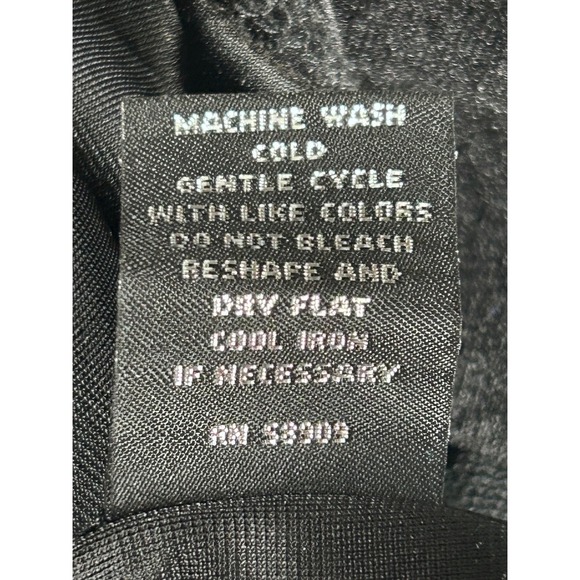 MACHINE WASH
COLD
GENTLE CYCLE
WITH LIKE COLORS
DO NOT BLEACH
RESHAPE AND
DRY FLAT
COOL IRON
IF NECESSARY
RN